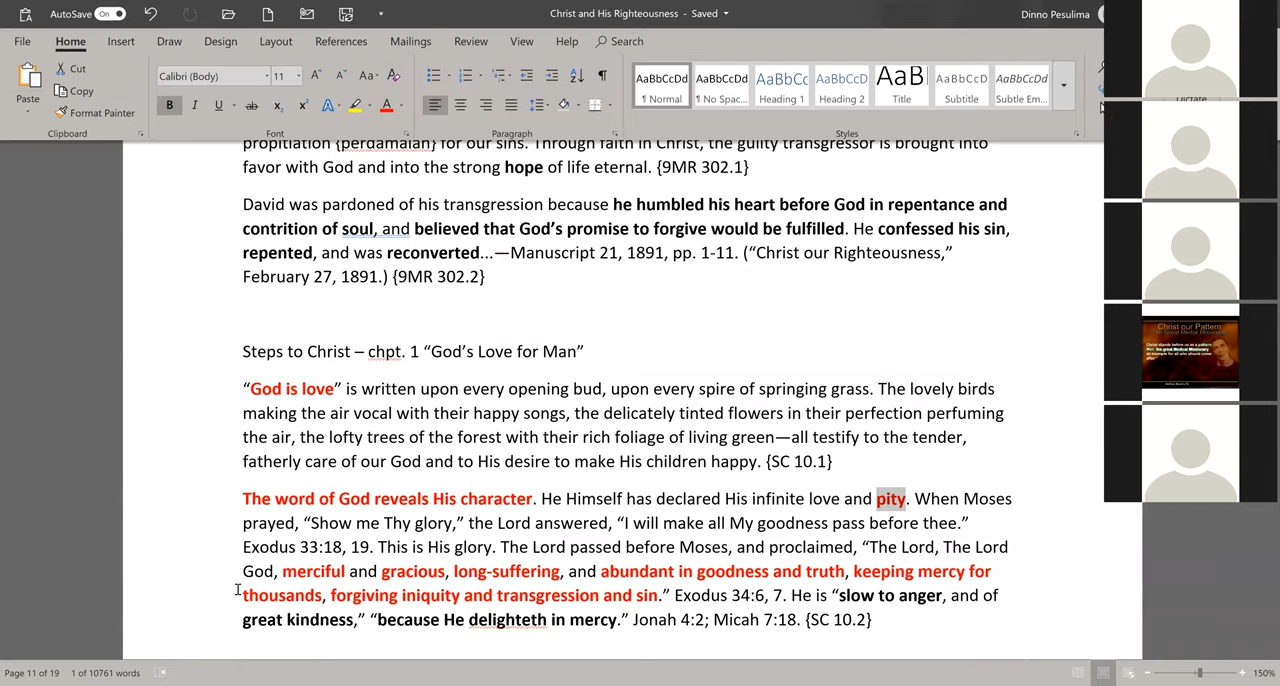 AutoSave On
Christ and His Righteousness - Saved
Dinno Pesulima
File Home Insert Draw Design Layout References Mailings Review View Help Search
Paste
Cut
Copy
Format Painter
Clipboard
Calibri (Body) 11
Font
Paragraph
AaBbCcDd AaBbCcDd AaBbCc AaBbCcD AaB AaBbCcD AaBbCcDd
¶ Normal ¶ No Spac... Heading 1 Heading 2 Title Subtitle Subtle Em...
Styles
Dictate
propitiation {perdamaian} for our sins. Through faith in Christ, the guilty transgressor is brought into
favor with God and into the strong hope of life eternal. {9MR 302.1}
David was pardoned of his transgression because he humbled his heart before God in repentance and
contrition of soul, and believed that God’s promise to forgive would be fulfilled. He confessed his sin,
repented, and was reconverted...—Manuscript 21, 1891, pp. 1-11. (“Christ our Righteousness,”
February 27, 1891.) {9MR 302.2}
Steps to Christ – chpt. 1 “God’s Love for Man”
“God is love” is written upon every opening bud, upon every spire of springing grass. The lovely birds
making the air vocal with their happy songs, the delicately tinted flowers in their perfection perfuming
the air, the lofty trees of the forest with their rich foliage of living green—all testify to the tender,
fatherly care of our God and to His desire to make His children happy. {SC 10.1}
The word of God reveals His character. He Himself has declared His infinite love and pity. When Moses
prayed, “Show me Thy glory,” the Lord answered, “I will make all My goodness pass before thee.”
Exodus 33:18, 19. This is His glory. The Lord passed before Moses, and proclaimed, “The Lord, The Lord
God, merciful and gracious, long-suffering, and abundant in goodness and truth, keeping mercy for
thousands, forgiving iniquity and transgression and sin.” Exodus 34:6, 7. He is “slow to anger, and of
great kindness,” “because He delighteth in mercy.” Jonah 4:2; Micah 7:18. {SC 10.2}
Christ our Pattern
The Great Medical Missionary
Page 11 of 19 1 of 10761 words
150%